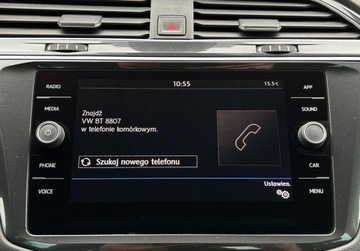 RADIO
MEDIA
PHONE
VOICE
10:55
15.5°C
Znajdź
VW BT 8807
w telefonie komórkowym.
Szukaj nowego telefonu
Ustawien.
APP
SOUND
CAR
MENU